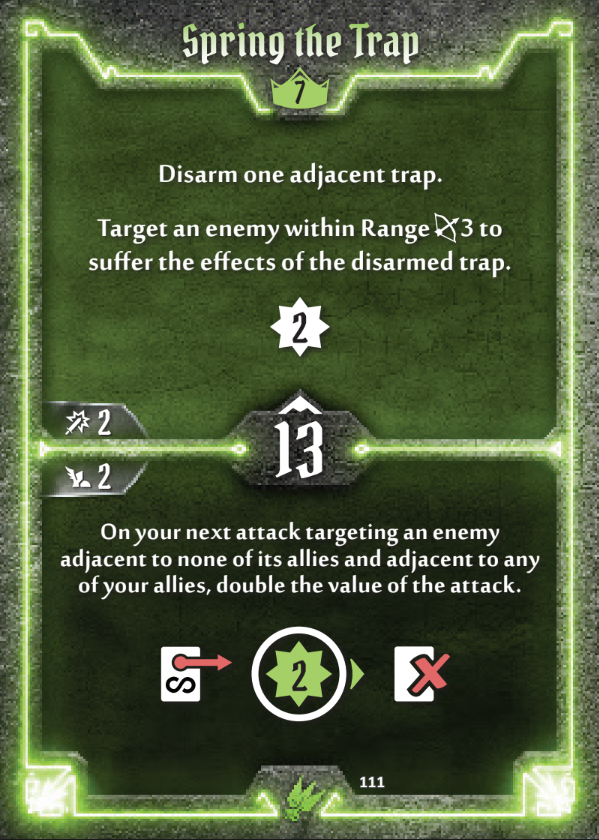 Spring the Trap
7
Disarm one adjacent trap.
Target an enemy within Range 3 to
suffer the effects of the disarmed trap.
2
2
13
2
On your next attack targeting an enemy
adjacent to none of its allies and adjacent to any
of your allies, double the value of the attack.
S 2
111